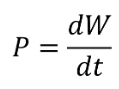 P = dW/dt